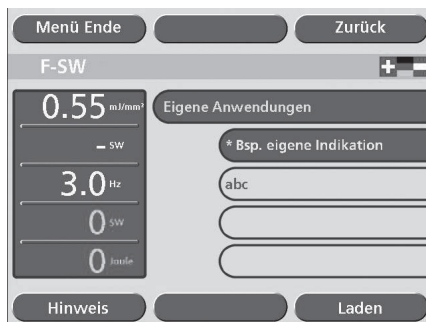 Menü Ende
Zurück
F-SW
0.55 mJ/mm²
Eigene Anwendungen
– SW
* Bsp. eigene Indikation
3.0 Hz
abc
0 SW
0 Joule
Hinweis
Laden